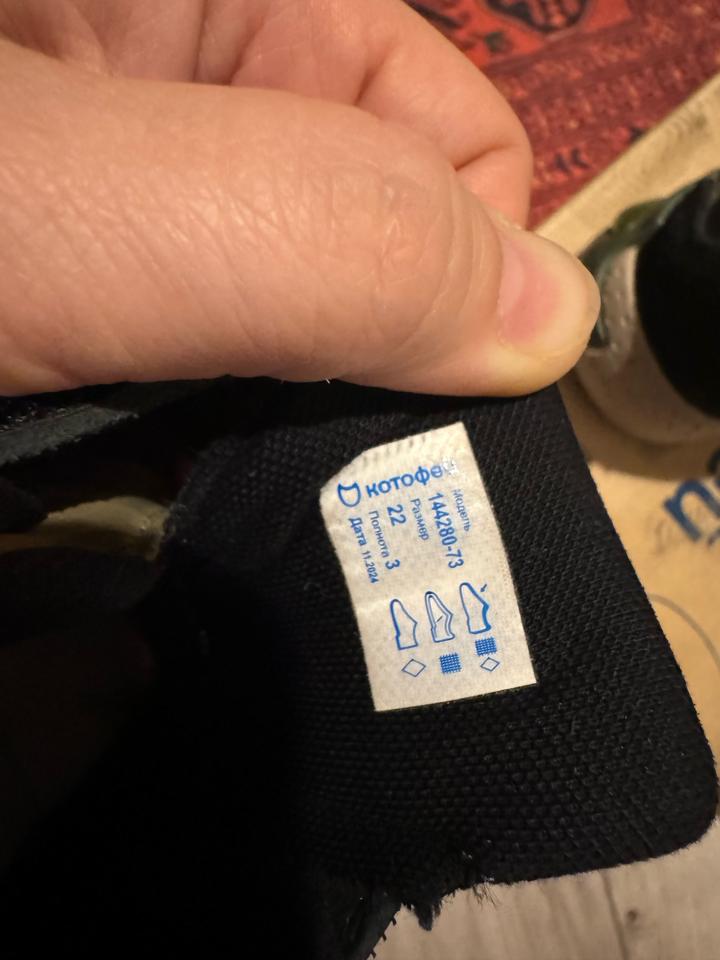 котофей
Модель
144280-73
Размер
22
Полнота 3
Дата 11.2024